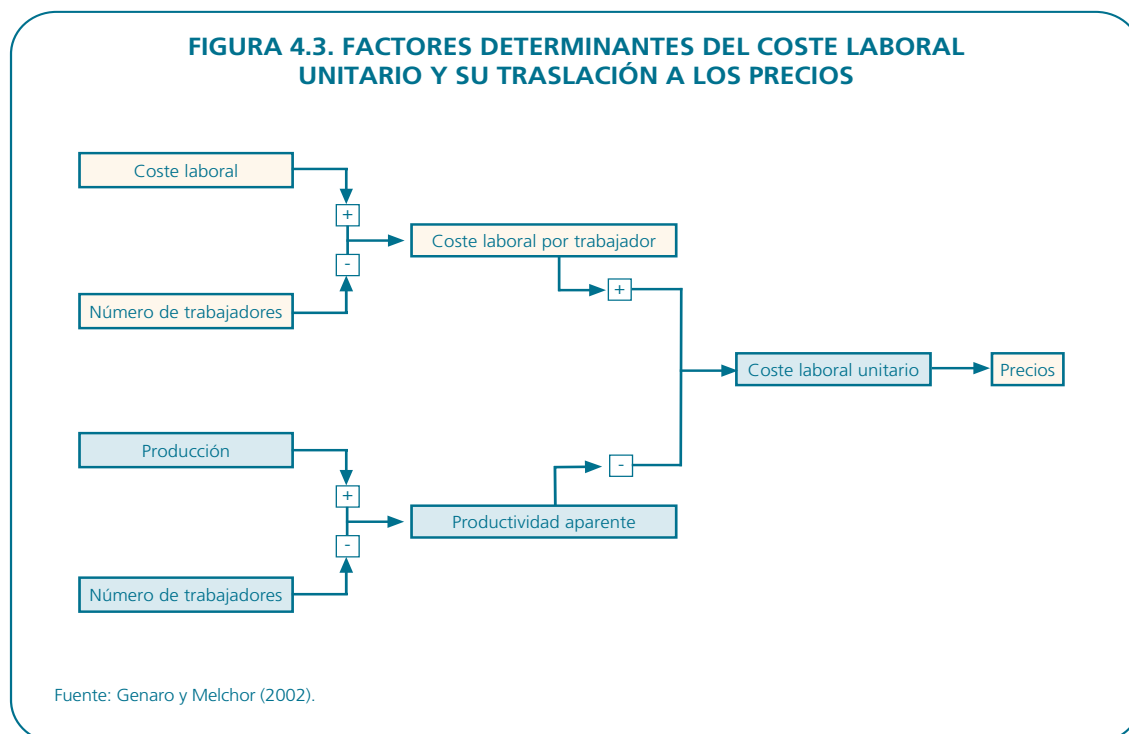 FIGURA 4.3. FACTORES DETERMINANTES DEL COSTE LABORAL
UNITARIO Y SU TRASLACIÓN A LOS PRECIOS
Coste laboral
+
Coste laboral por trabajador
-
+
Número de trabajadores
Coste laboral unitario
Precios
Producción
-
+
Productividad aparente
-
Número de trabajadores
Fuente: Genaro y Melchor (2002).